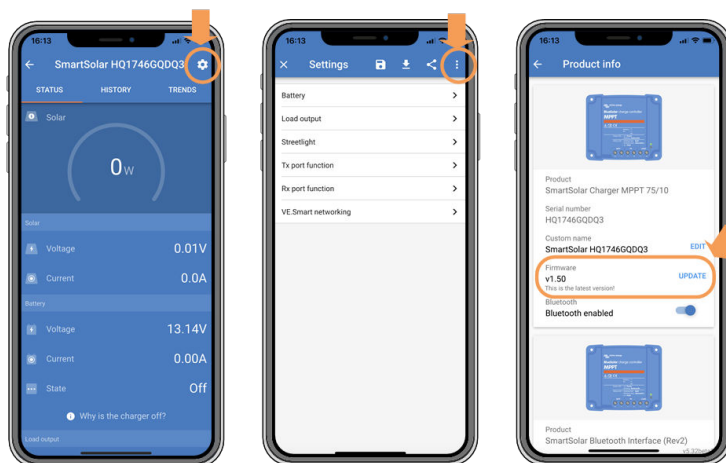 16:13
SmartSolar HQ1746GQDQ3
STATUS HISTORY TRENDS
Solar
0W
Solar
Voltage 0.01V
Current 0.0A
Battery
Voltage 13.14V
Current 0.00A
State Off
Why is the charger off?
Load output
16:13
Settings
Battery
Load output
Streetlight
Tx port function
Rx port function
VE.Smart networking
16:13
Product info
MPPT
Product
SmartSolar Charger MPPT 75/10
Serial number
HQ1746GQDQ3
Custom name
SmartSolar HQ1746GQDQ3 EDIT
Firmware
v1.50 UPDATE
This is the latest version!
Bluetooth
Bluetooth enabled
MPPT
Product
SmartSolar Bluetooth Interface (Rev2)